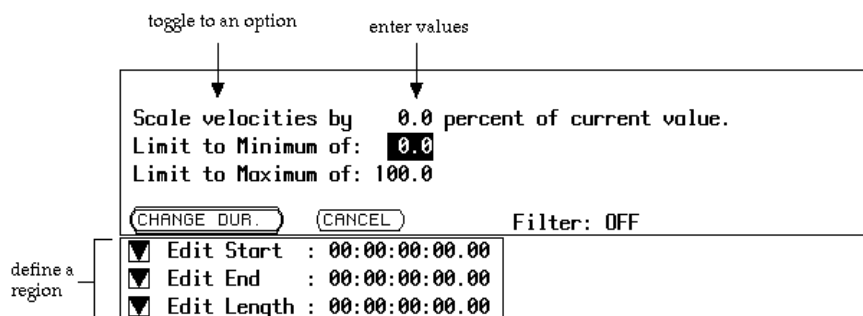 toggle to an option
enter values
Scale velocities by 0.0 percent of current value.
Limit to Minimum of: 0.0
Limit to Maximum of: 100.0
CHANGE DUR. CANCEL Filter: OFF
define a
region
Edit Start : 00:00:00:00.00
Edit End : 00:00:00:00.00
Edit Length : 00:00:00:00.00